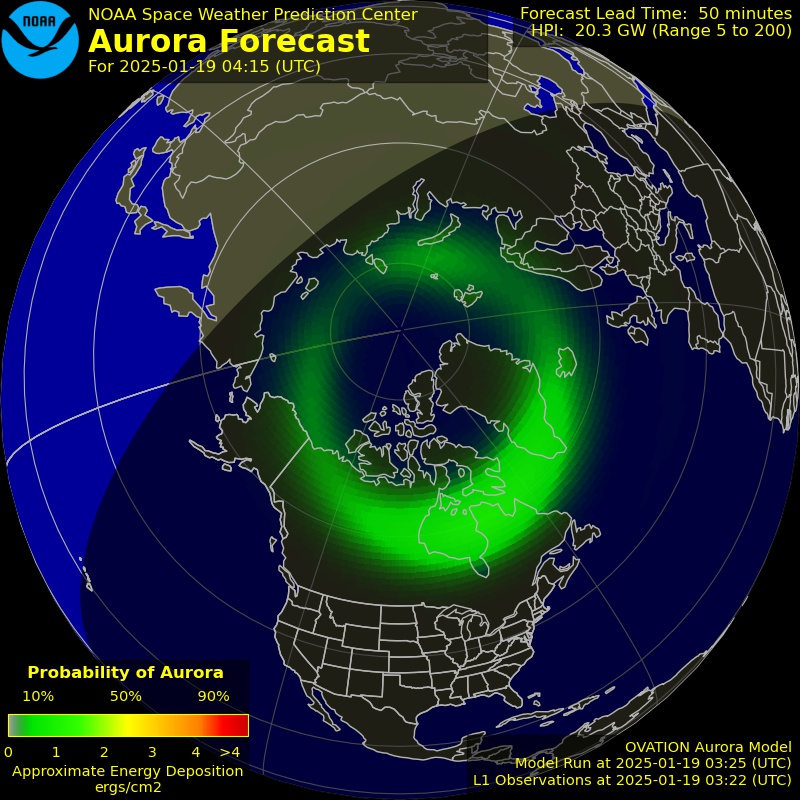 NOAA
NOAA Space Weather Prediction Center
Aurora Forecast
For 2025-01-19 04:15 (UTC)
Forecast Lead Time: 50 minutes
HPI: 20.3 GW (Range 5 to 200)
Probability of Aurora
10% 50% 90%
0 1 2 3 4 >4
Approximate Energy Deposition
ergs/cm2
OVATION Aurora Model
Model Run at 2025-01-19 03:25 (UTC)
L1 Observations at 2025-01-19 03:22 (UTC)